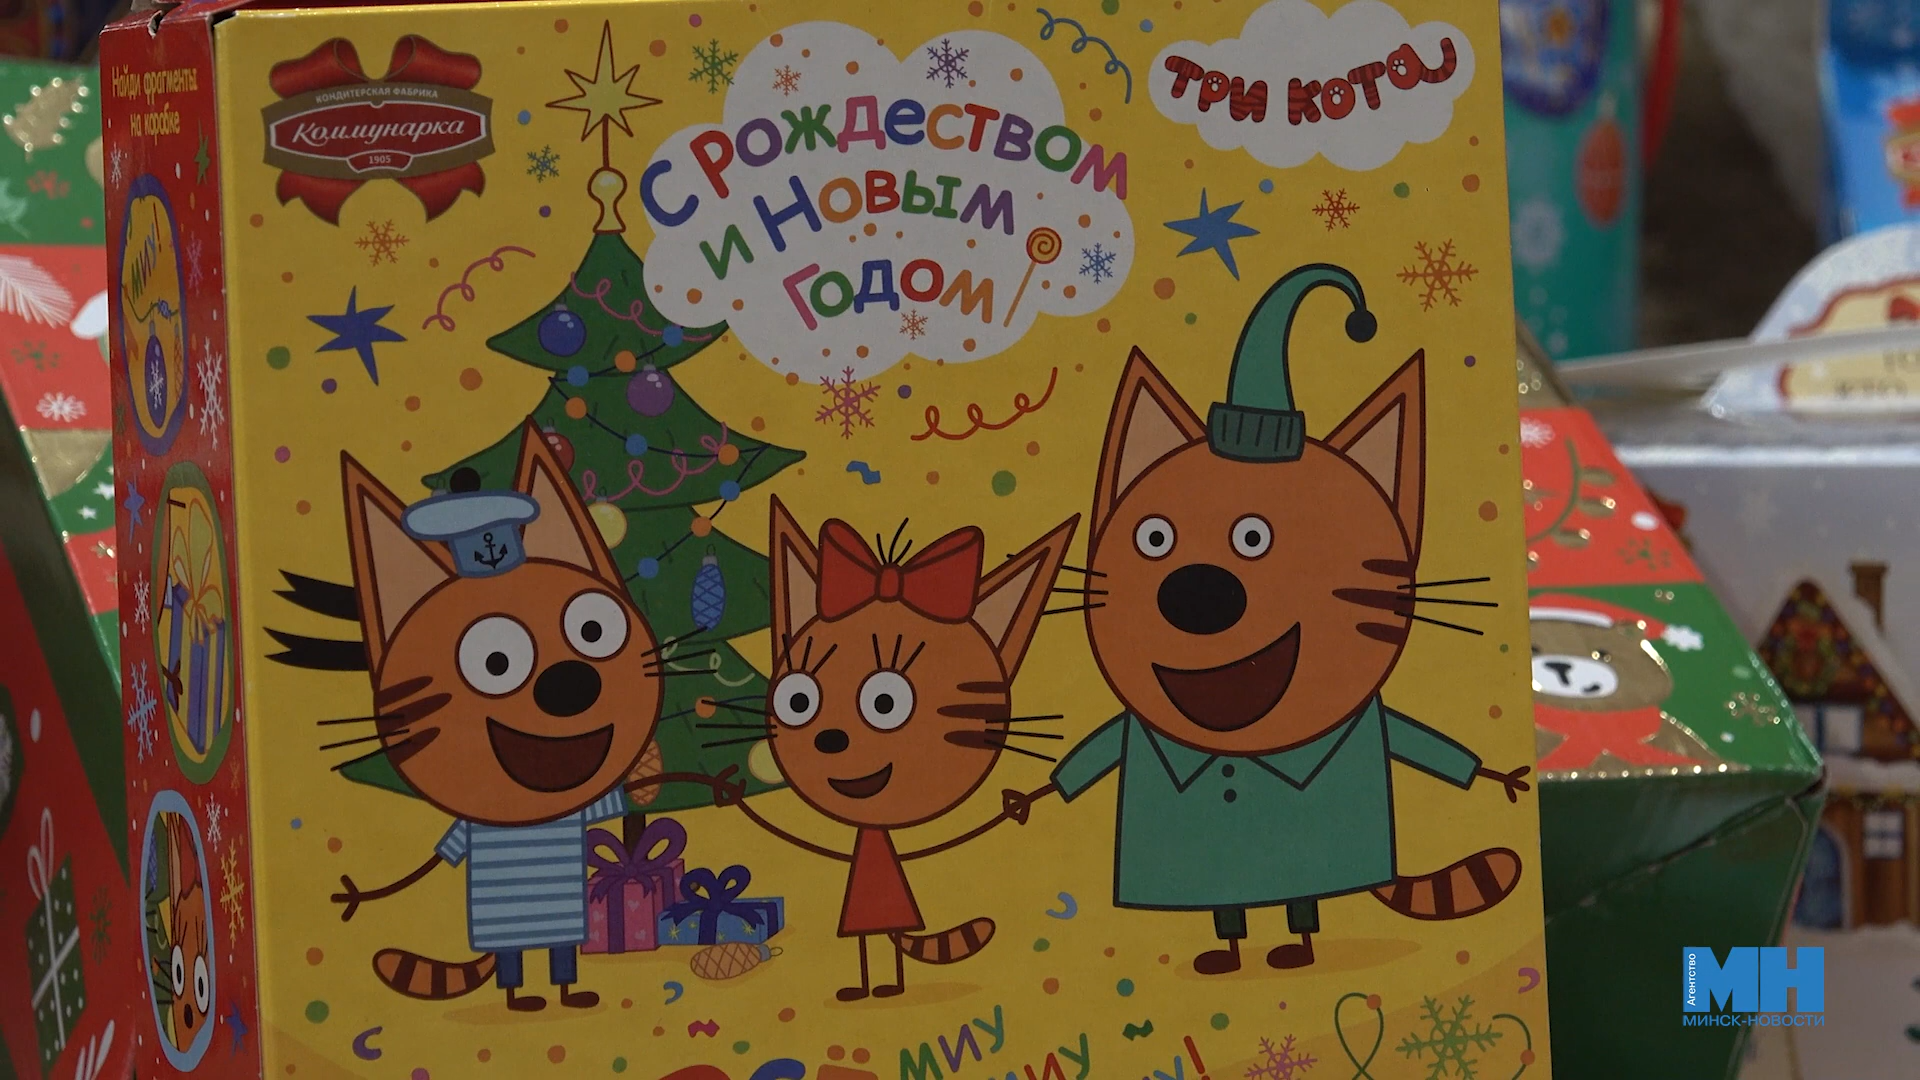 Найди фрагменты
на коробке
МИУ!
КОНДИТЕРСКАЯ ФАБРИКА
Коммунарка
1905
С РОЖДЕСТВОМ
И НОВЫМ
ГОДОМ
ТРИ КОТА
МИУ
Агентство
МН
МИНСК-НОВОСТИ